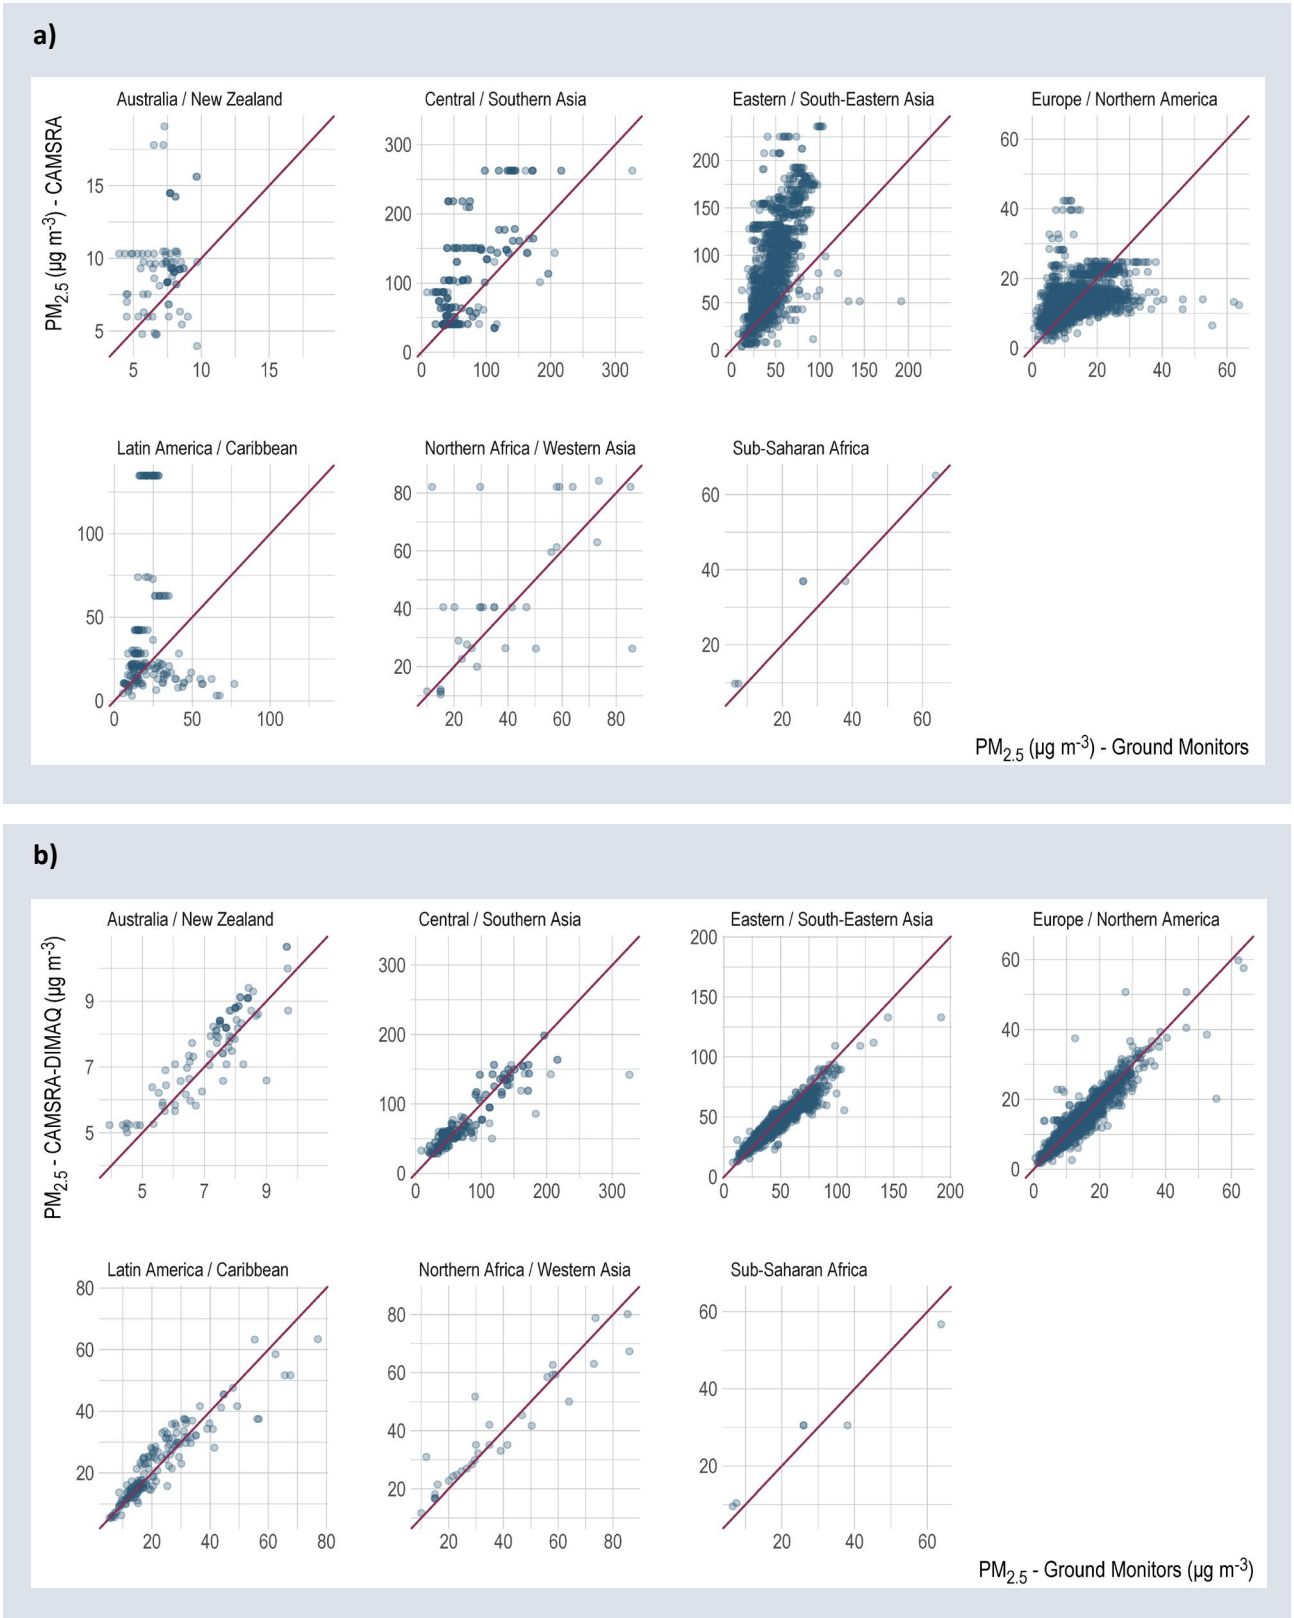 a)
Australia / New Zealand
Central / Southern Asia
Eastern / South-Eastern Asia
Europe / Northern America
PM2.5 (µg m-3) - CAMSRA
15
10
5
5 10 15
300
200
100
0
0 100 200 300
200
150
100
50
0
0 50 100 150 200
60
40
20
0
0 20 40 60
Latin America / Caribbean
Northern Africa / Western Asia
Sub-Saharan Africa
100
50
0
0 50 100
80
60
40
20
20 40 60 80
60
40
20
20 40 60
PM2.5 (µg m-3) - Ground Monitors
b)
Australia / New Zealand
Central / Southern Asia
Eastern / South-Eastern Asia
Europe / Northern America
PM2.5 - CAMSRA-DIMAQ (µg m-3)
9
7
5
5 7 9
300
200
100
0
0 100 200 300
200
150
100
50
0
0 50 100 150 200
60
40
20
0
0 20 40 60
Latin America / Caribbean
Northern Africa / Western Asia
Sub-Saharan Africa
80
60
40
20
20 40 60 80
80
60
40
20
20 40 60 80
60
40
20
20 40 60
PM2.5 - Ground Monitors (µg m-3)